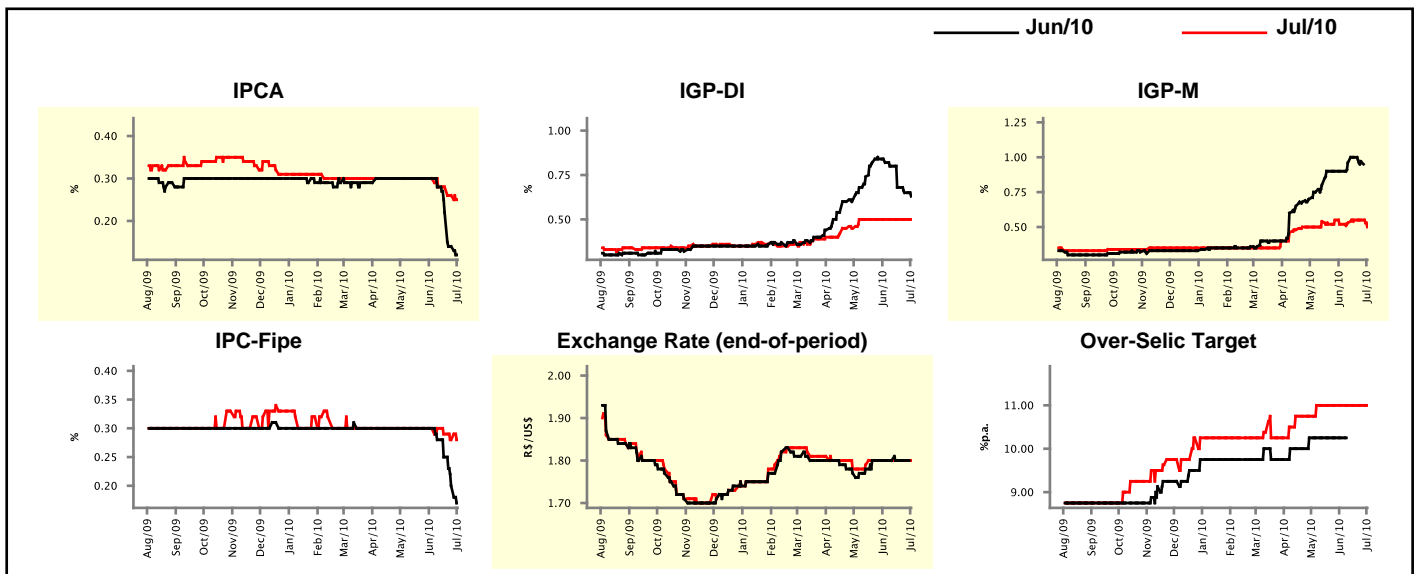 Jun/10 Jul/10
IPCA
%
0.40
0.30
0.20
Aug/09 Sep/09 Oct/09 Nov/09 Dec/09 Jan/10 Feb/10 Mar/10 Apr/10 May/10 Jun/10 Jul/10
IGP-DI
%
1.00
0.75
0.50
Aug/09 Sep/09 Oct/09 Nov/09 Dec/09 Jan/10 Feb/10 Mar/10 Apr/10 May/10 Jun/10 Jul/10
IGP-M
%
1.25
1.00
0.75
0.50
Aug/09 Sep/09 Oct/09 Nov/09 Dec/09 Jan/10 Feb/10 Mar/10 Apr/10 May/10 Jun/10 Jul/10
IPC-Fipe
%
0.40
0.35
0.30
0.25
0.20
Aug/09 Sep/09 Oct/09 Nov/09 Dec/09 Jan/10 Feb/10 Mar/10 Apr/10 May/10 Jun/10 Jul/10
Exchange Rate (end-of-period)
R$/US$
2.00
1.90
1.80
1.70
Aug/09 Sep/09 Oct/09 Nov/09 Dec/09 Jan/10 Feb/10 Mar/10 Apr/10 May/10 Jun/10 Jul/10
Over-Selic Target
%p.a.
11.00
10.00
9.00
Aug/09 Sep/09 Oct/09 Nov/09 Dec/09 Jan/10 Feb/10 Mar/10 Apr/10 May/10 Jun/10 Jul/10